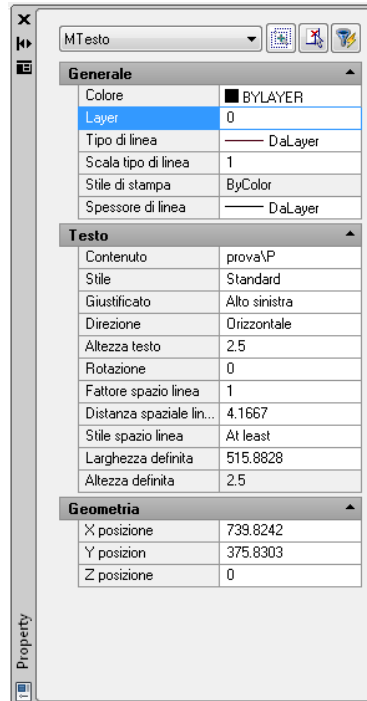 MTesto
Generale
Colore BYLAYER
Layer 0
Tipo di linea DaLayer
Scala tipo di linea 1
Stile di stampa ByColor
Spessore di linea DaLayer
Testo
Contenuto prova\P
Stile Standard
Giustificato Alto sinistra
Direzione Orizzontale
Altezza testo 2.5
Rotazione 0
Fattore spazio linea 1
Distanza spaziale lin... 4.1667
Stile spazio linea At least
Larghezza definita 515.8828
Altezza definita 2.5
Geometria
X posizione 739.8242
Y position 375.8303
Z posizione 0
Property